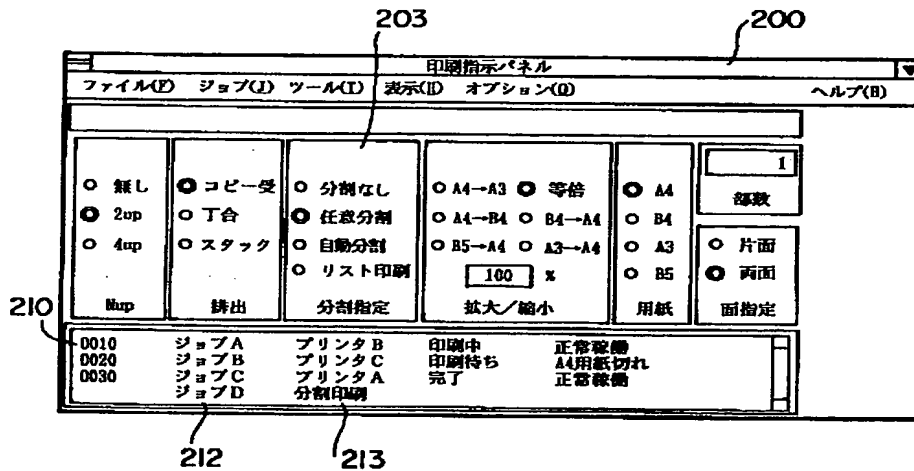 203 200
印刷指示パネル
ファイル(F) ジョブ(J) ツール(T) 表示(H) オプション(O) ヘルプ(H)
無し
2up
4up
Nup
コピー受
丁合
スタック
排出
分割なし
任意分割
自動分割
リスト印刷
分割指定
A4→A3 等倍
A4→B4 B4→A4
B5→A4 A3→A4
100 %
拡大/縮小
A4
B4
A3
B5
用紙
1
部数
片面
両面
面指定
210
0010 ジョブA プリンタB 印刷中 正常稼働
0020 ジョブB プリンタC 印刷待ち A4用紙切れ
0030 ジョブC プリンタA 完了 正常稼働
ジョブD 分割印刷
212 213